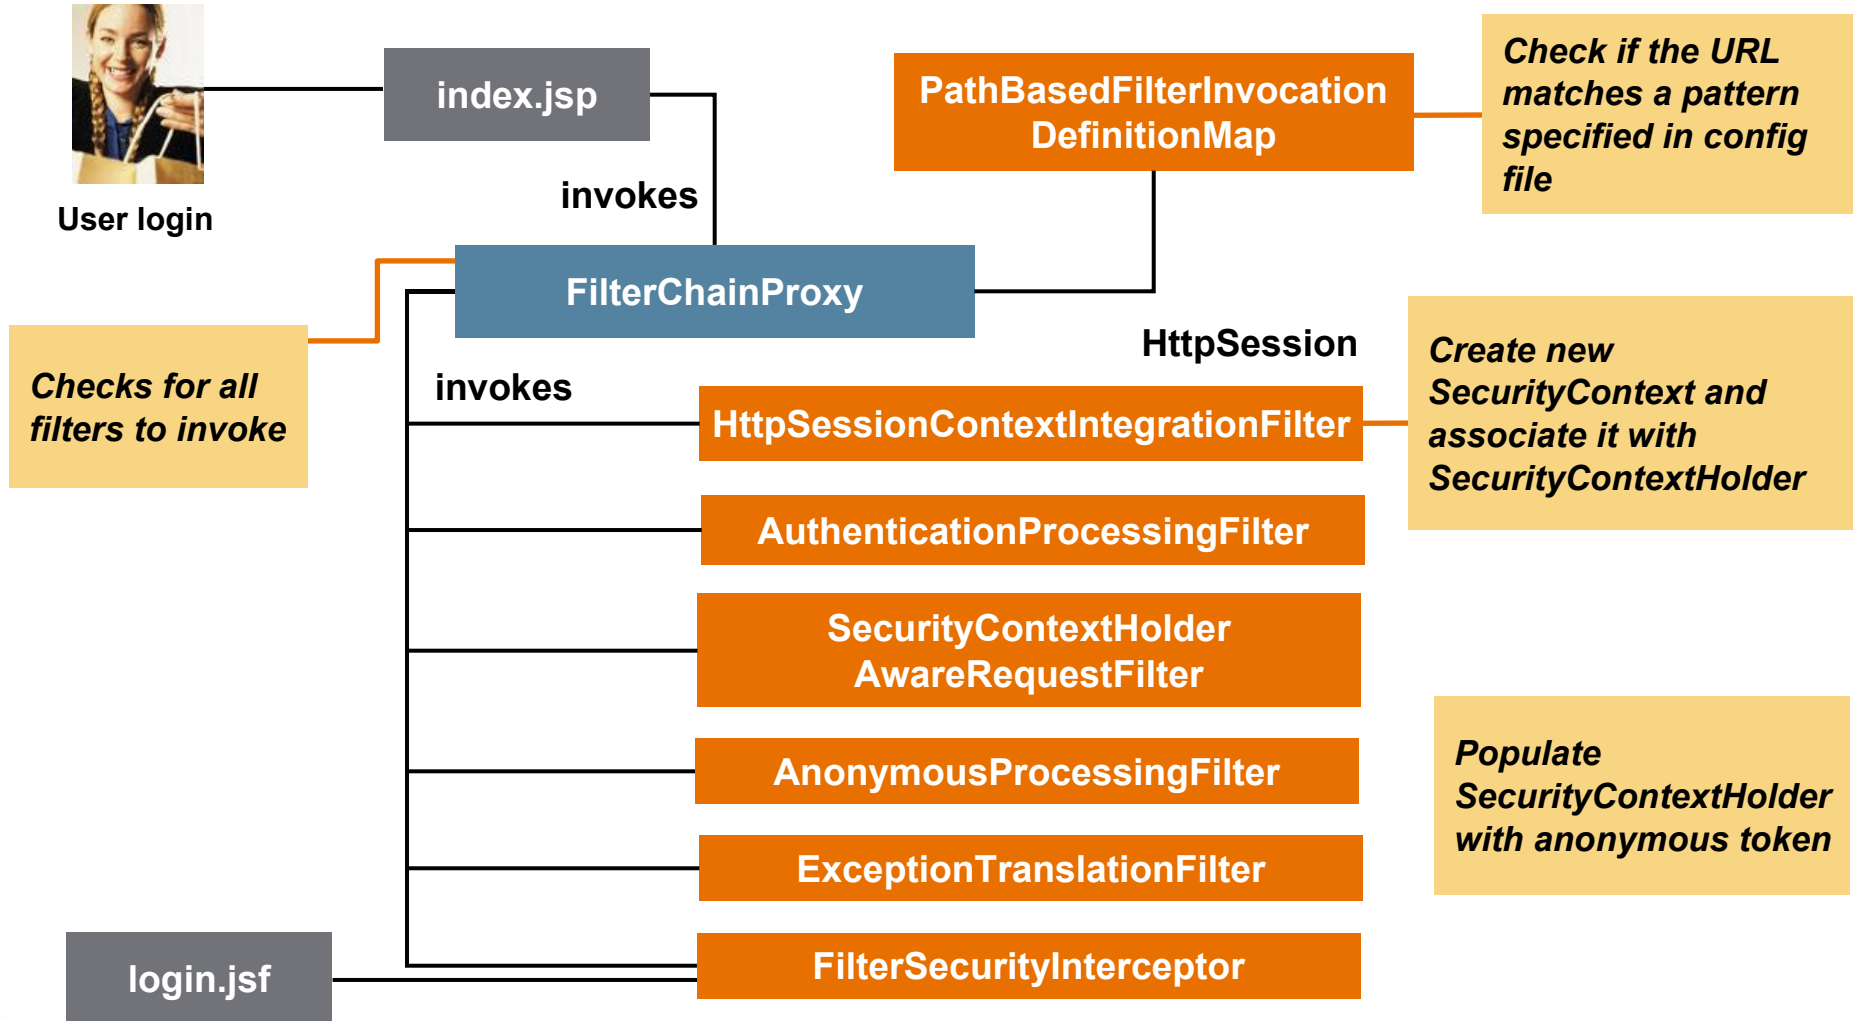 User login
index.jsp
invokes
PathBasedFilterInvocation
DefinitionMap
Check if the URL
matches a pattern
specified in config
file
FilterChainProxy
Checks for all
filters to invoke
invokes
HttpSession
HttpSessionContextIntegrationFilter
Create new
SecurityContext and
associate it with
SecurityContextHolder
AuthenticationProcessingFilter
SecurityContextHolder
AwareRequestFilter
AnonymousProcessingFilter
Populate
SecurityContextHolder
with anonymous token
ExceptionTranslationFilter
FilterSecurityInterceptor
login.jsf